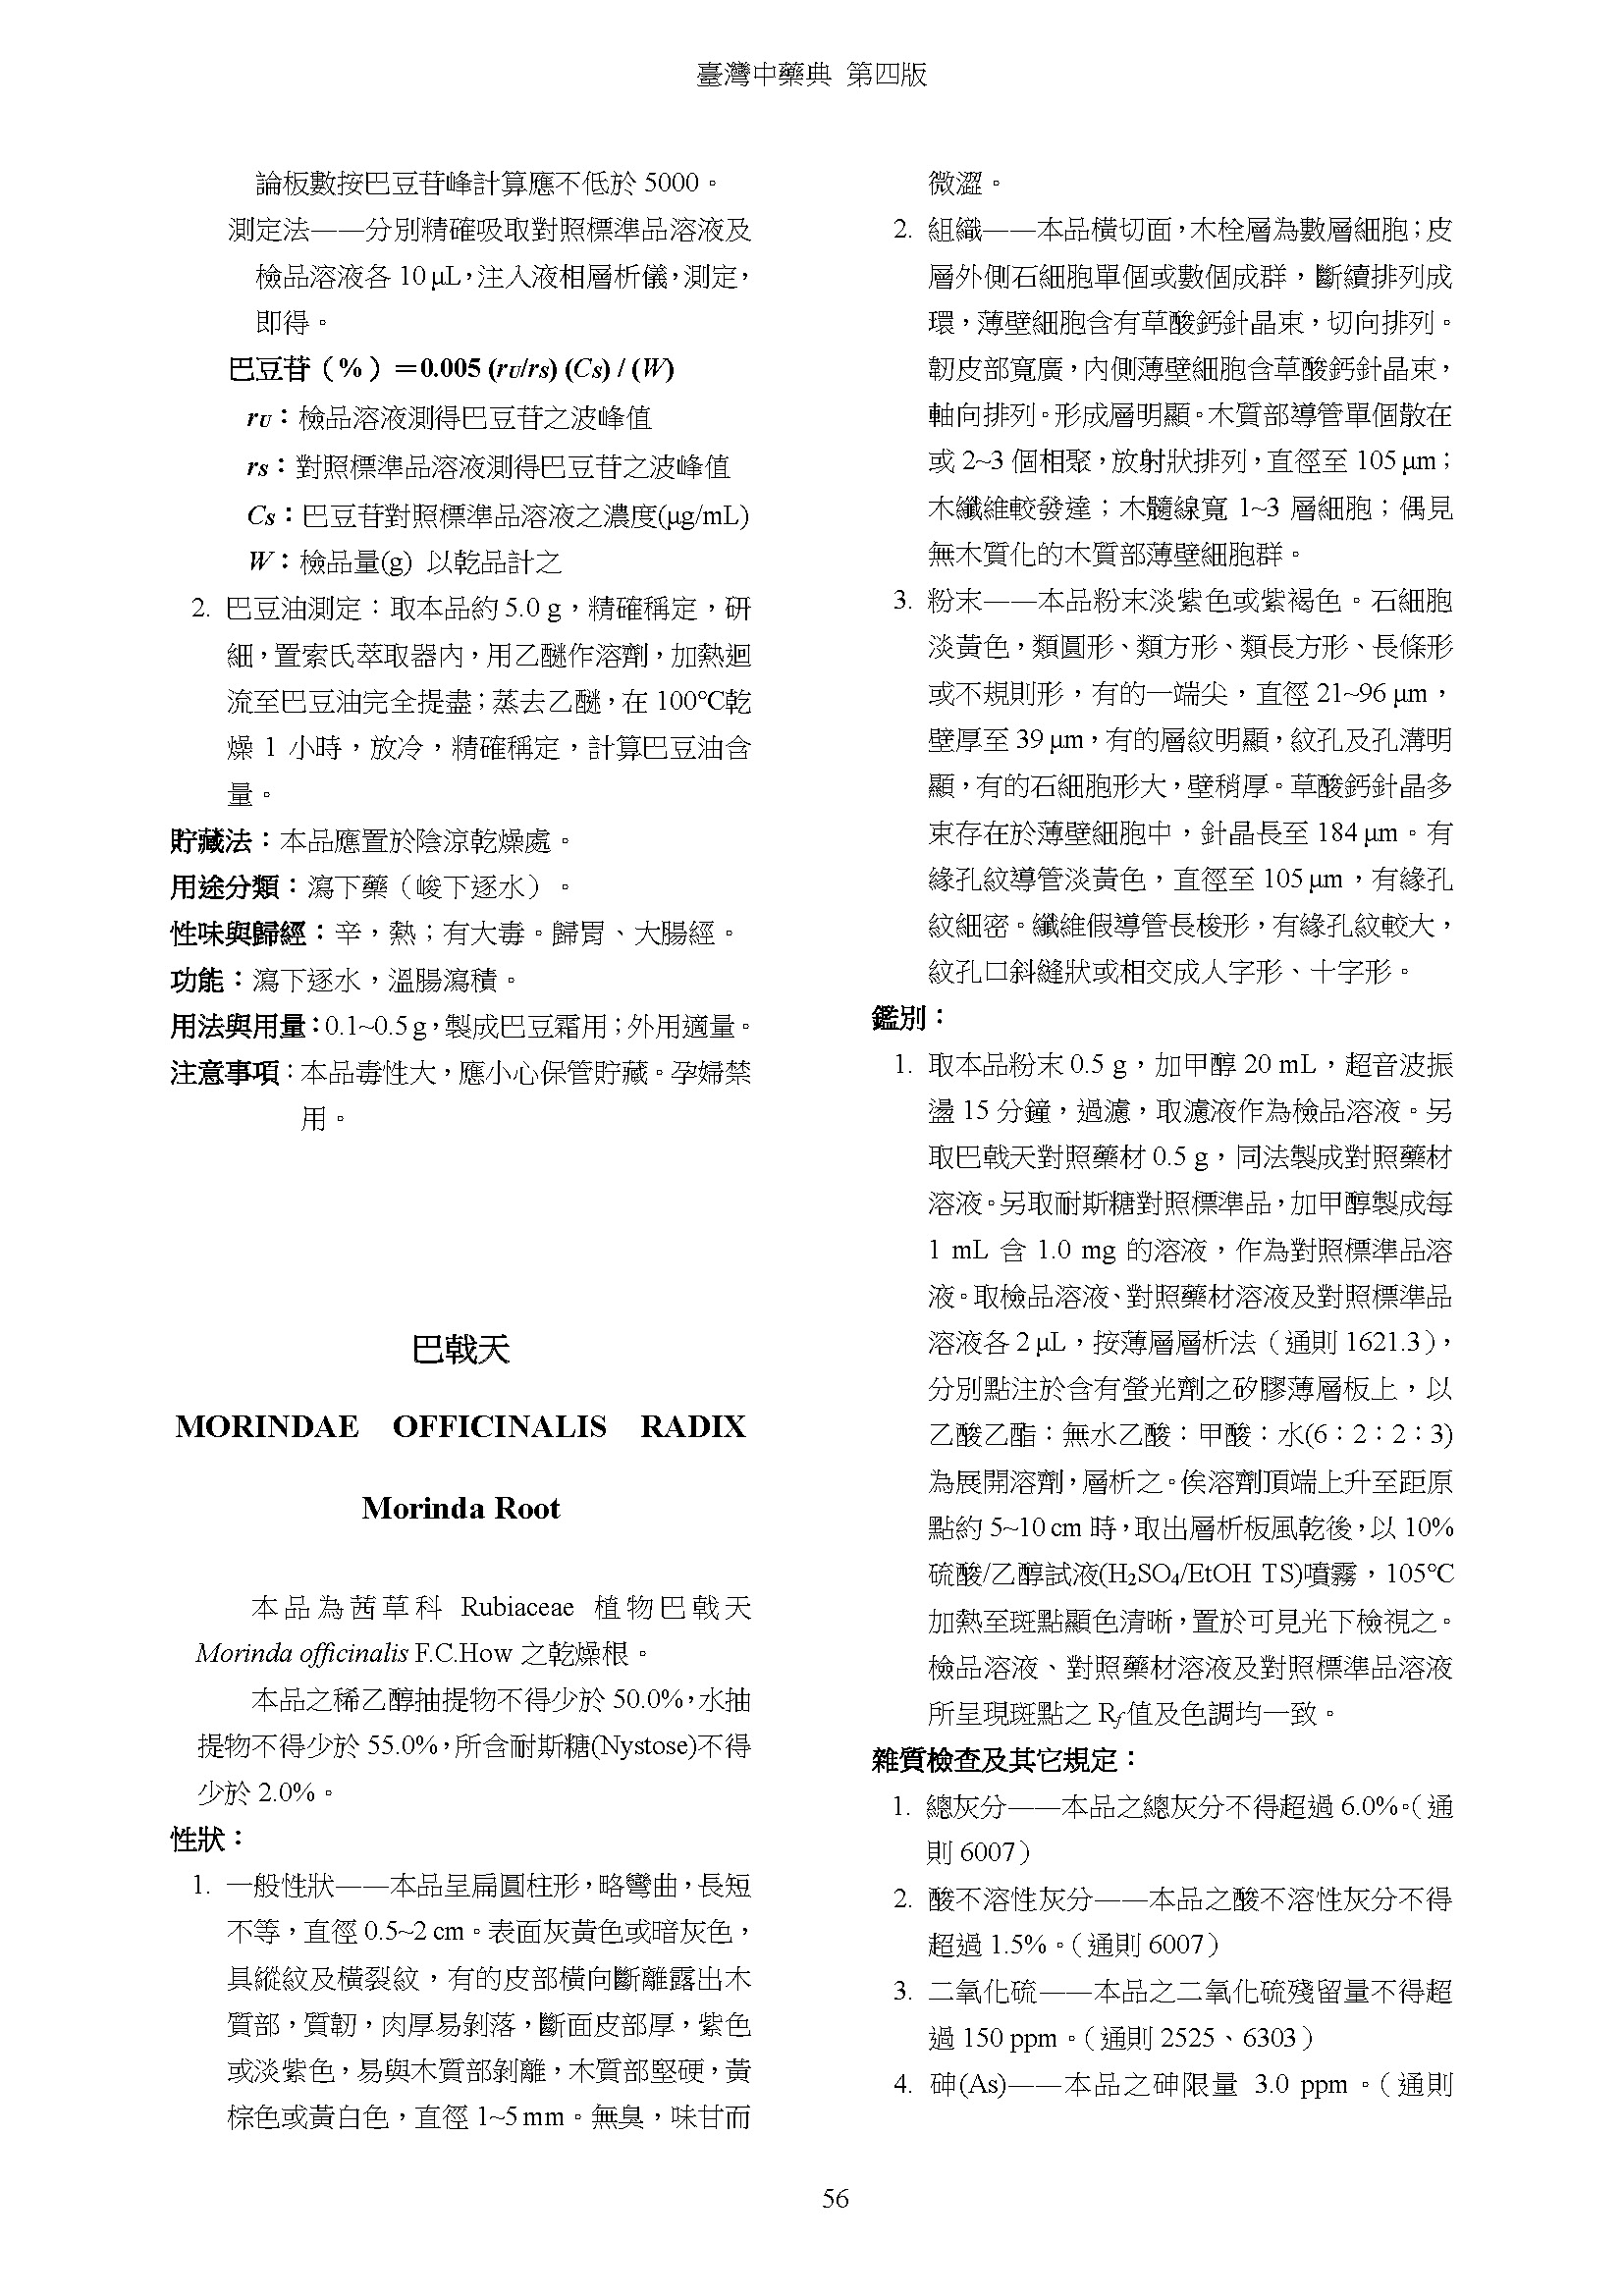 臺灣中藥典 第四版
論板數按巴豆苷峰計算應不低於 5000。
測定法——分別精確吸取對照標準品溶液及
檢品溶液各 10 μL，注入液相層析儀，測定，
即得。
巴豆苷（%）＝0.005 (rU/rS) (CS) / (W)
rU：檢品溶液測得巴豆苷之波峰值
rS：對照標準品溶液測得巴豆苷之波峰值
CS：巴豆苷對照標準品溶液之濃度(μg/mL)
W：檢品量(g) 以乾品計之
2. 巴豆油測定：取本品約 5.0 g，精確稱定，研
細，置索氏萃取器內，用乙醚作溶劑，加熱迴
流至巴豆油完全提盡；蒸去乙醚，在 100℃乾
燥 1 小時，放冷，精確稱定，計算巴豆油含
量。
貯藏法：本品應置於陰涼乾燥處。
用途分類：瀉下藥（峻下逐水）。
性味與歸經：辛，熱；有大毒。歸胃、大腸經。
功能：瀉下逐水，溫腸瀉積。
用法與用量：0.1~0.5 g，製成巴豆霜用；外用適量。
注意事項：本品毒性大，應小心保管貯藏。孕婦禁
用。
巴戟天
MORINDAE OFFICINALIS RADIX
Morinda Root
本品為茜草科 Rubiaceae 植物巴戟天
Morinda officinalis F.C.How 之乾燥根。
本品之稀乙醇抽提物不得少於 50.0%，水抽
提物不得少於 55.0%，所含耐斯糖(Nystose)不得
少於 2.0%。
性狀：
1. 一般性狀——本品呈扁圓柱形，略彎曲，長短
不等，直徑 0.5~2 cm。表面灰黃色或暗灰色，
具縱紋及橫裂紋，有的皮部橫向斷離露出木
質部，質韌，肉厚易剝落，斷面皮部厚，紫色
或淡紫色，易與木質部剝離，木質部堅硬，黃
棕色或黃白色，直徑 1~5 mm。無臭，味甘而
微澀。
2. 組織——本品橫切面，木栓層為數層細胞；皮
層外側石細胞單個或數個成群，斷續排列成
環，薄壁細胞含有草酸鈣針晶束，切向排列。
韌皮部寬廣，內側薄壁細胞含草酸鈣針晶束，
軸向排列。形成層明顯。木質部導管單個散在
或 2~3 個相聚，放射狀排列，直徑至 105 μm；
木纖維較發達；木髓線寬 1~3 層細胞；偶見
無木質化的木質部薄壁細胞群。
3. 粉末——本品粉末淡紫色或紫褐色。石細胞
淡黃色，類圓形、類方形、類長方形、長條形
或不規則形，有的一端尖，直徑 21~96 μm，
壁厚至 39 μm，有的層紋明顯，紋孔及孔溝明
顯，有的石細胞形大，壁稍厚。草酸鈣針晶多
束存在於薄壁細胞中，針晶長至 184 μm。有
緣孔紋導管淡黃色，直徑至 105 μm，有緣孔
紋細密。纖維假導管長梭形，有緣孔紋較大，
紋孔口斜縫狀或相交成人字形、十字形。
鑑別：
1. 取本品粉末 0.5 g，加甲醇 20 mL，超音波振
盪 15 分鐘，過濾，取濾液作為檢品溶液。另
取巴戟天對照藥材 0.5 g，同法製成對照藥材
溶液。另取耐斯糖對照標準品，加甲醇製成每
1 mL 含 1.0 mg 的溶液，作為對照標準品溶
液。取檢品溶液、對照藥材溶液及對照標準品
溶液各 2 μL，按薄層層析法（通則 1621.3），
分別點注於含有螢光劑之矽膠薄層板上，以
乙酸乙酯：無水乙酸：甲酸：水(6：2：2：3)
為展開溶劑，層析之。俟溶劑頂端上升至距原
點約 5~10 cm 時，取出層析板風乾後，以 10%
硫酸/乙醇試液(H₂SO₄/EtOH TS)噴霧，105℃
加熱至斑點顯色清晰，置於可見光下檢視之。
檢品溶液、對照藥材溶液及對照標準品溶液
所呈現斑點之 Rf值及色調均一致。
雜質檢查及其它規定：
1. 總灰分——本品之總灰分不得超過 6.0%。（通
則 6007）
2. 酸不溶性灰分——本品之酸不溶性灰分不得
超過 1.5%。（通則 6007）
3. 二氧化硫——本品之二氧化硫殘留量不得超
過 150 ppm。（通則 2525、6303）
4. 砷(As)——本品之砷限量 3.0 ppm。（通則
56